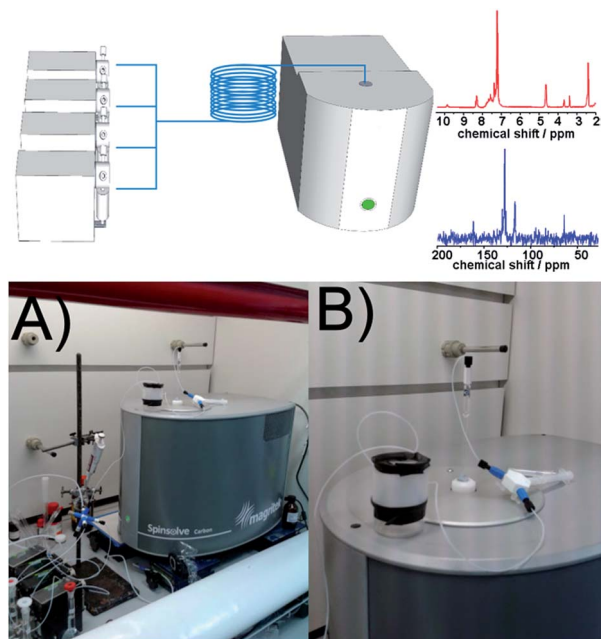 10 9 8 7 6 5 4 3 2
chemical shift / ppm
200 150 100 50
chemical shift / ppm
A)
B)
Spinsolve Carbon
magritek